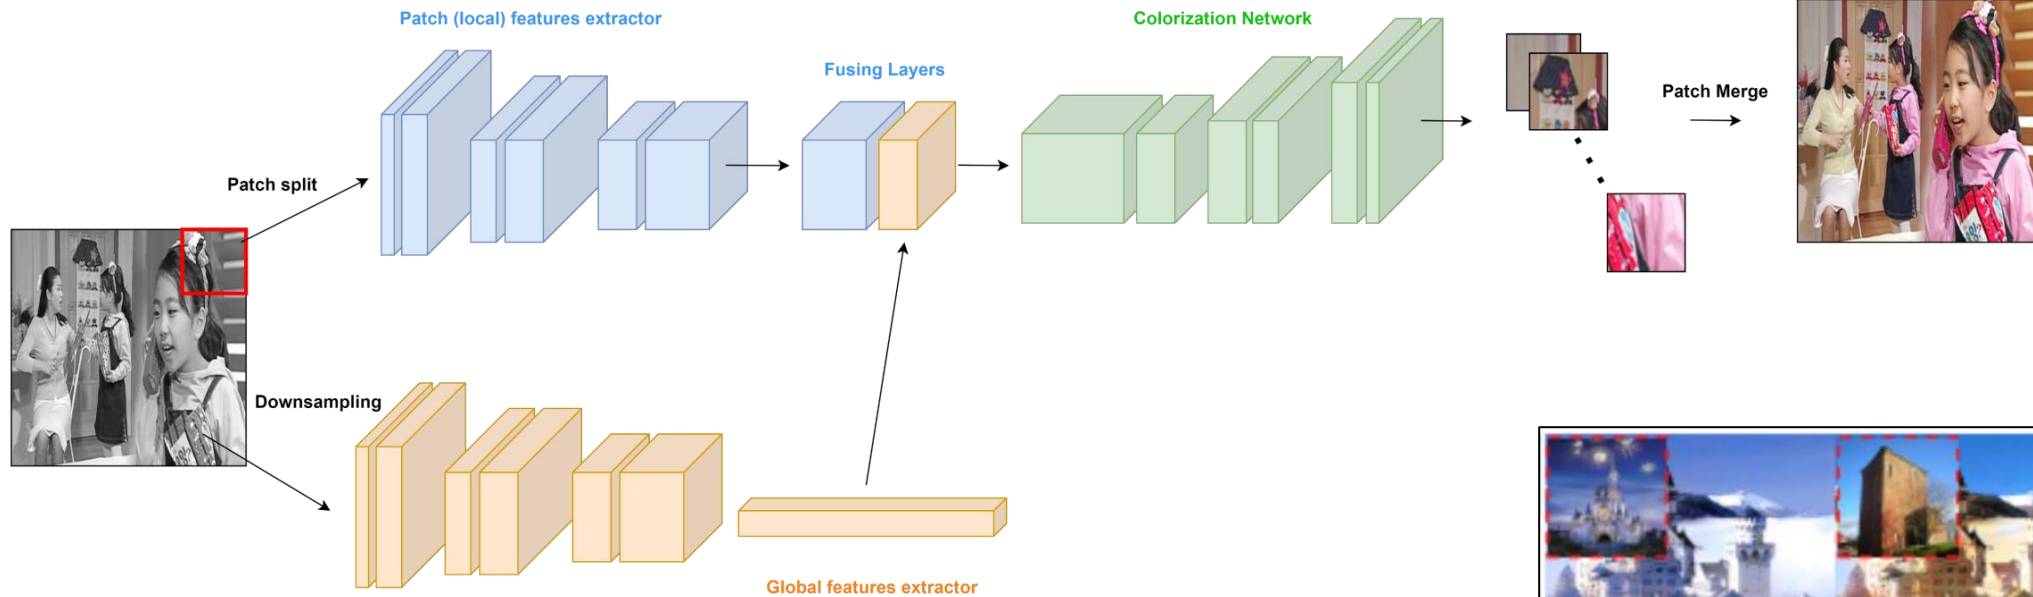 Patch (local) features extractor
Colorization Network
Fusing Layers
Patch Merge
Patch split
Downsampling
Global features extractor